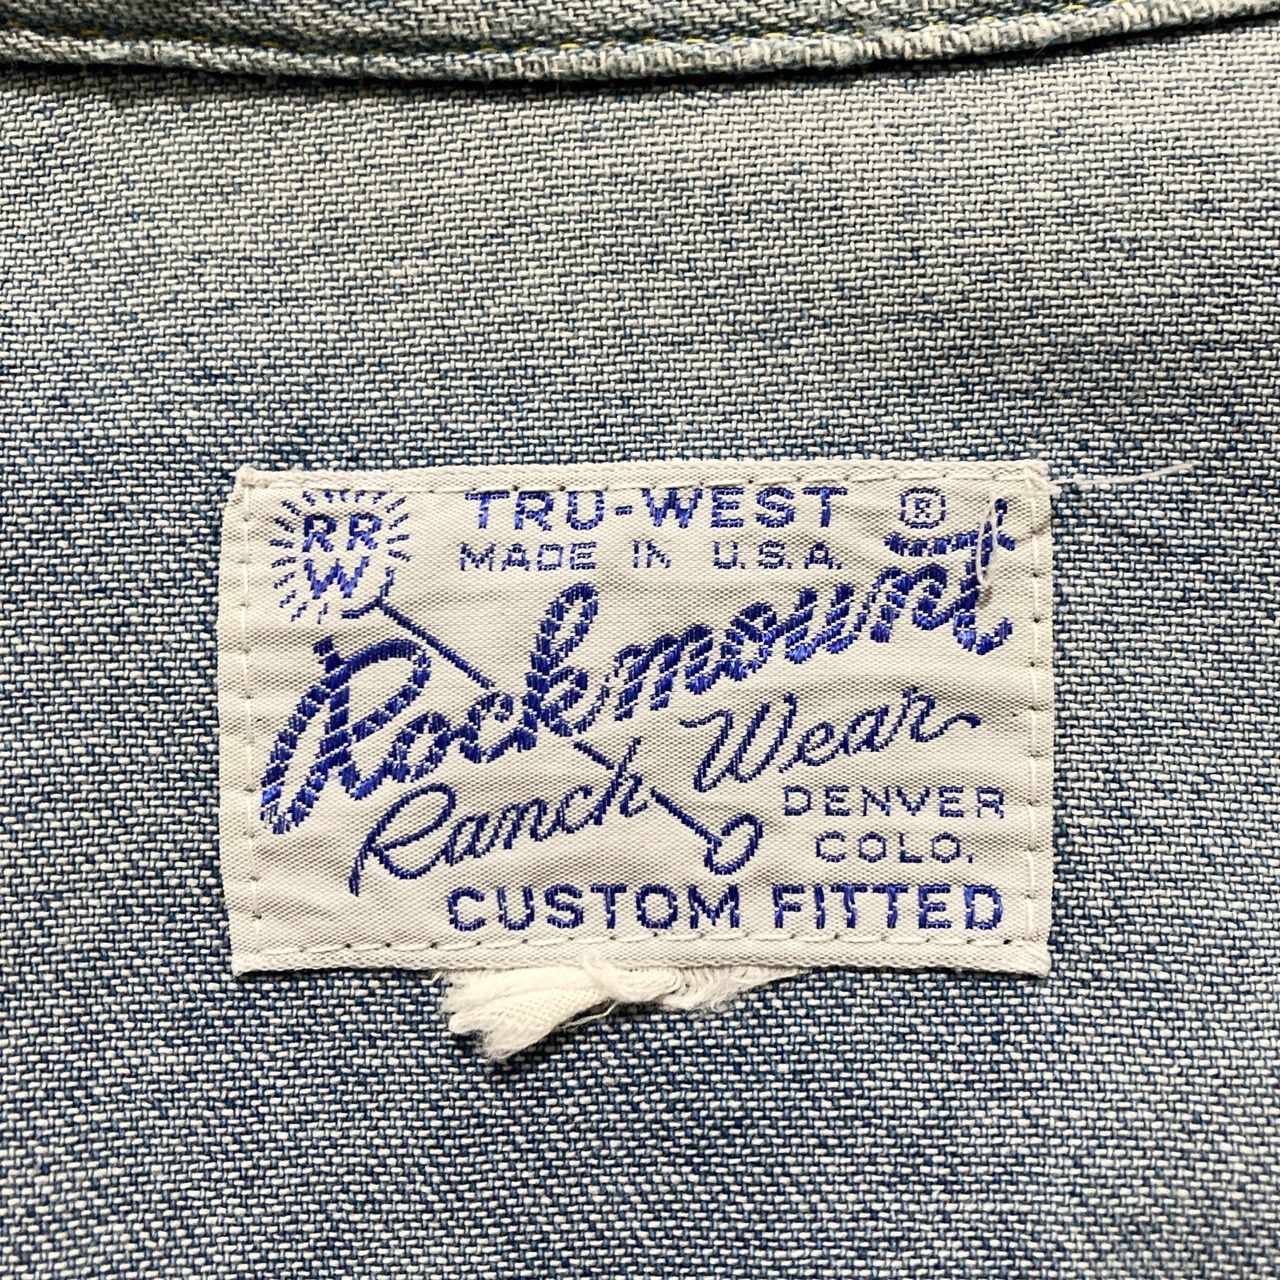 RR
W
TRU-WEST ®
MADE IN U.S.A.
Rockmount
Ranch Wear
DENVER
COLO.
CUSTOM FITTED